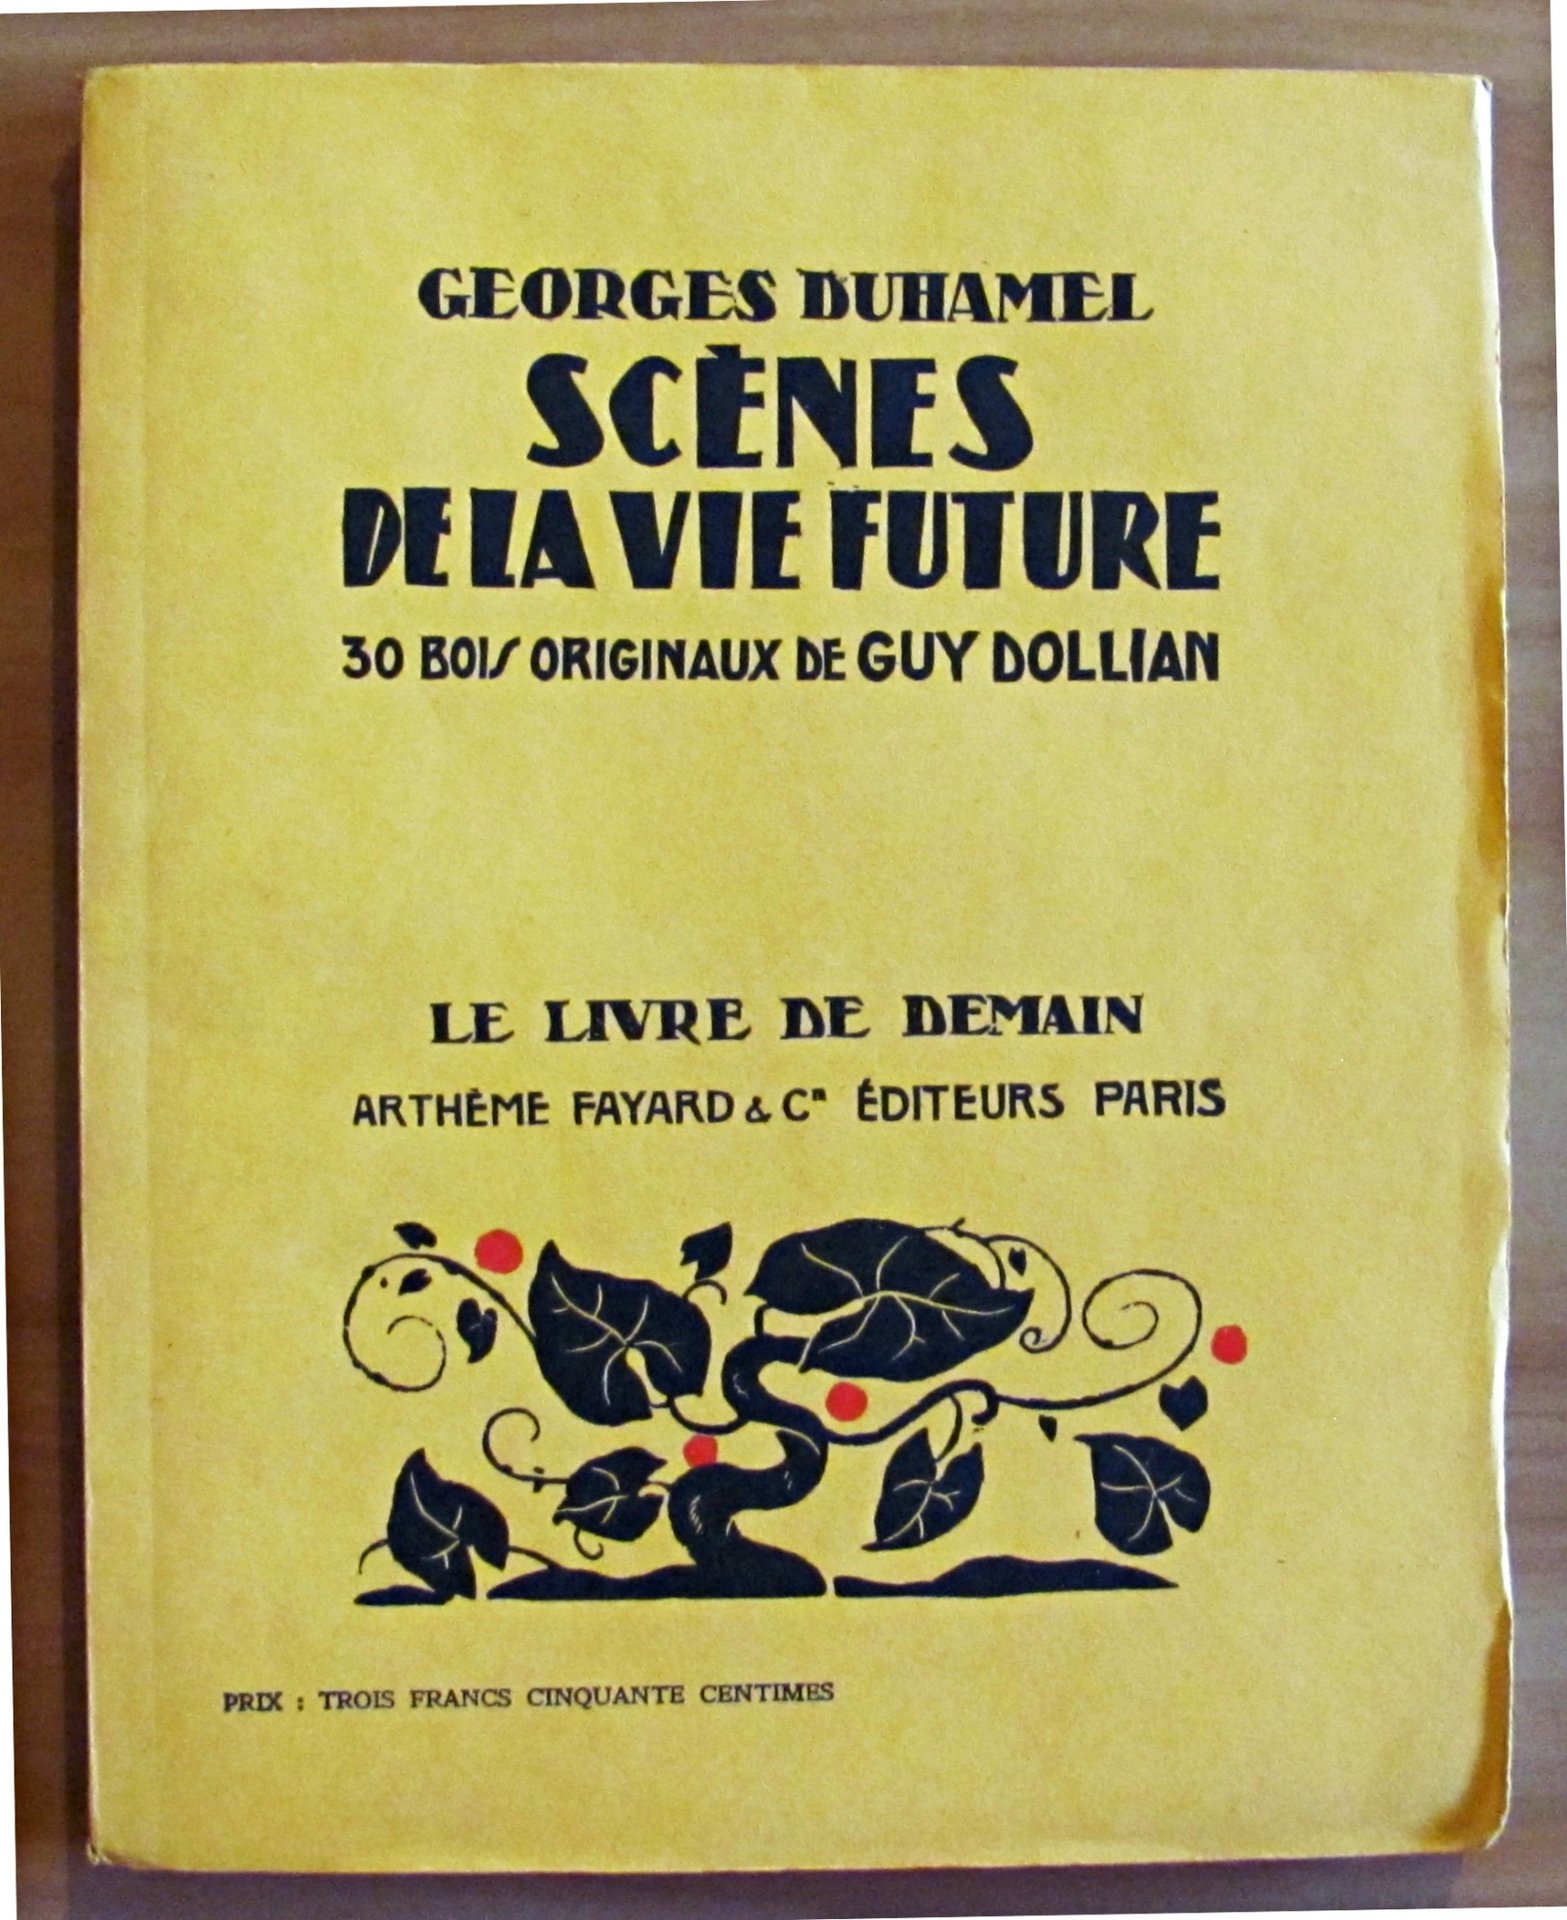 GEORGES DUHAMEL
SCÈNES
DE LA VIE FUTURE
30 BOIS ORIGINAUX DE GUY DOLLIAN
LE LIVRE DE DEMAIN
ARTHÈME FAYARD & Cie ÉDITEURS PARIS
PRIX : TROIS FRANCS CINQUANTE CENTIMES